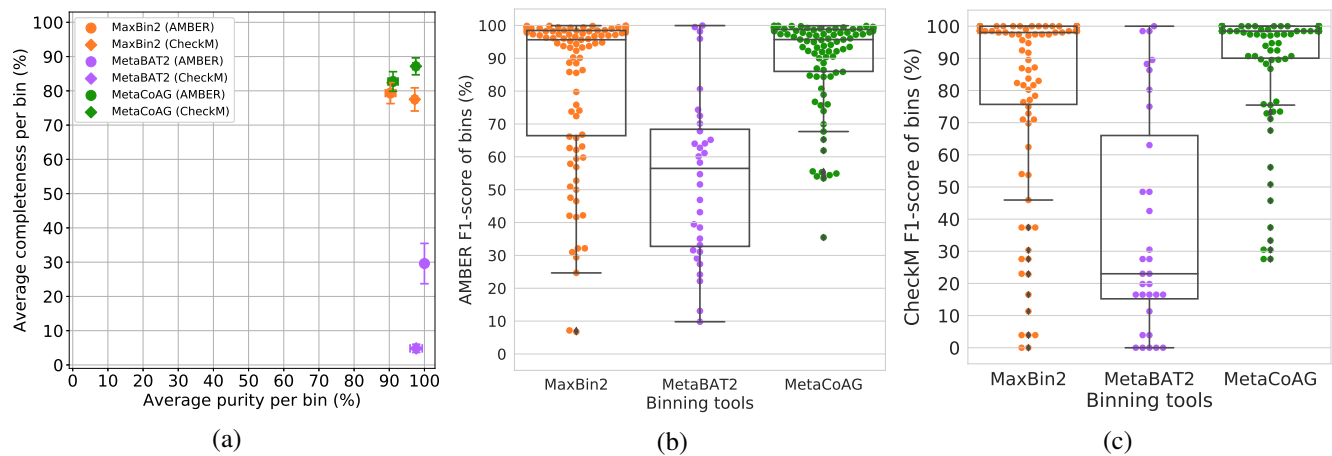 Average completeness per bin (%)
100
90
80
70
60
50
40
30
20
10
0
MaxBin2 (AMBER)
MaxBin2 (CheckM)
MetaBAT2 (AMBER)
MetaBAT2 (CheckM)
MetaCoAG (AMBER)
MetaCoAG (CheckM)
0 10 20 30 40 50 60 70 80 90 100
Average purity per bin (%)
(a)
AMBER F1-score of bins (%)
100
90
80
70
60
50
40
30
20
10
0
MaxBin2 MetaBAT2 MetaCoAG
Binning tools
(b)
CheckM F1-score of bins (%)
100
90
80
70
60
50
40
30
20
10
0
MaxBin2 MetaBAT2 MetaCoAG
Binning tools
(c)